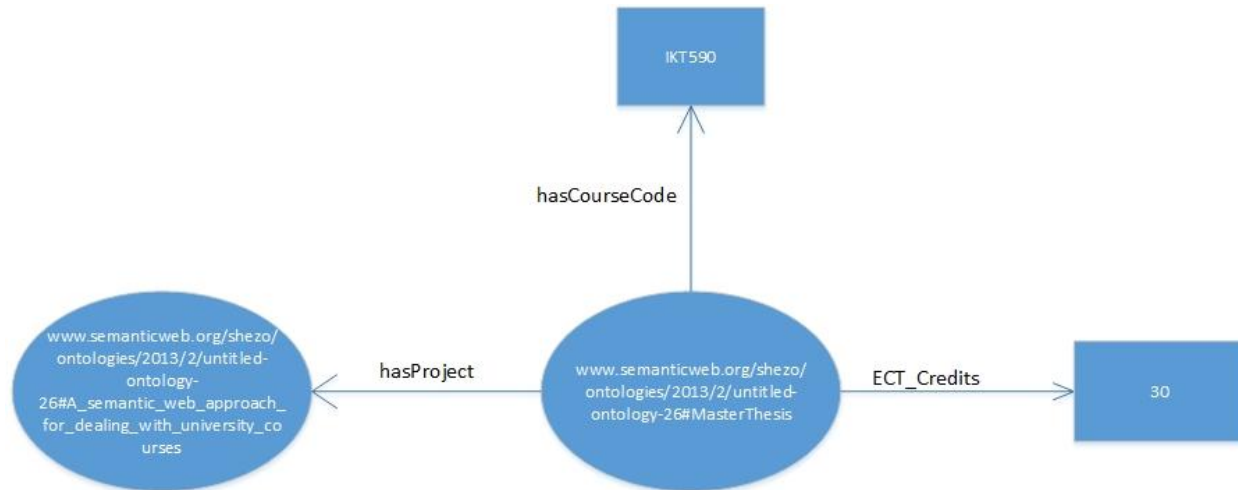 IKT590
hasCourseCode
www.semanticweb.org/shezo/
ontologies/2013/2/untitled-
ontology-
26#A_semantic_web_approach_
for_dealing_with_university_co
urses
hasProject
www.semanticweb.org/shezo/
ontologies/2013/2/untitled-
ontology-26#MasterThesis
ECT_Credits
30